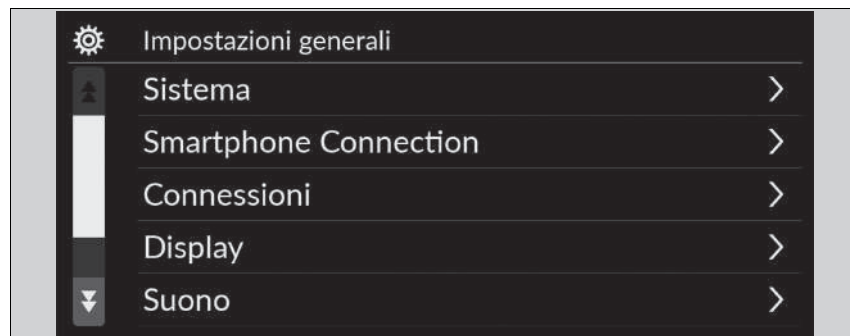 Impostazioni generali
Sistema
Smartphone Connection
Connessioni
Display
Suono